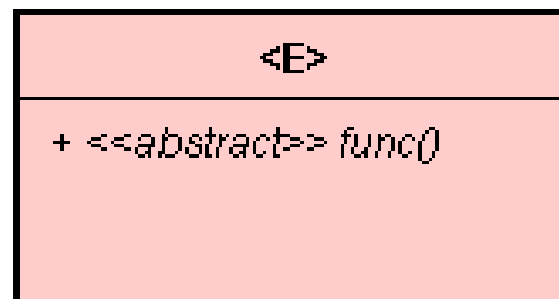 <E>
+ <<abstract>> func()